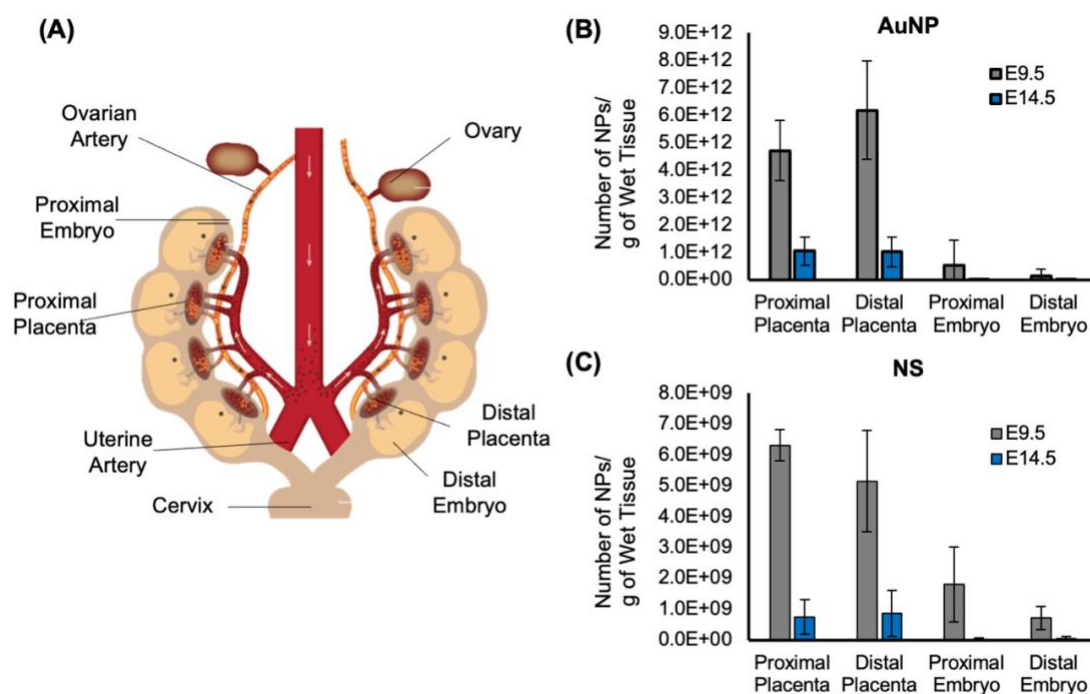 (A)
Ovarian
Artery
Ovary
Proximal
Embryo
Proximal
Placenta
Uterine
Artery
Cervix
Distal
Placenta
Distal
Embryo
(B)
AuNP
Number of NPs/
g of Wet Tissue
9.0E+12
8.0E+12
7.0E+12
6.0E+12
5.0E+12
4.0E+12
3.0E+12
2.0E+12
1.0E+12
0.0E+00
E9.5
E14.5
Proximal
Placenta
Distal
Placenta
Proximal
Embryo
Distal
Embryo
(C)
NS
Number of NPs/
g of Wet Tissue
8.0E+09
7.0E+09
6.0E+09
5.0E+09
4.0E+09
3.0E+09
2.0E+09
1.0E+09
0.0E+00
E9.5
E14.5
Proximal
Placenta
Distal
Placenta
Proximal
Embryo
Distal
Embryo